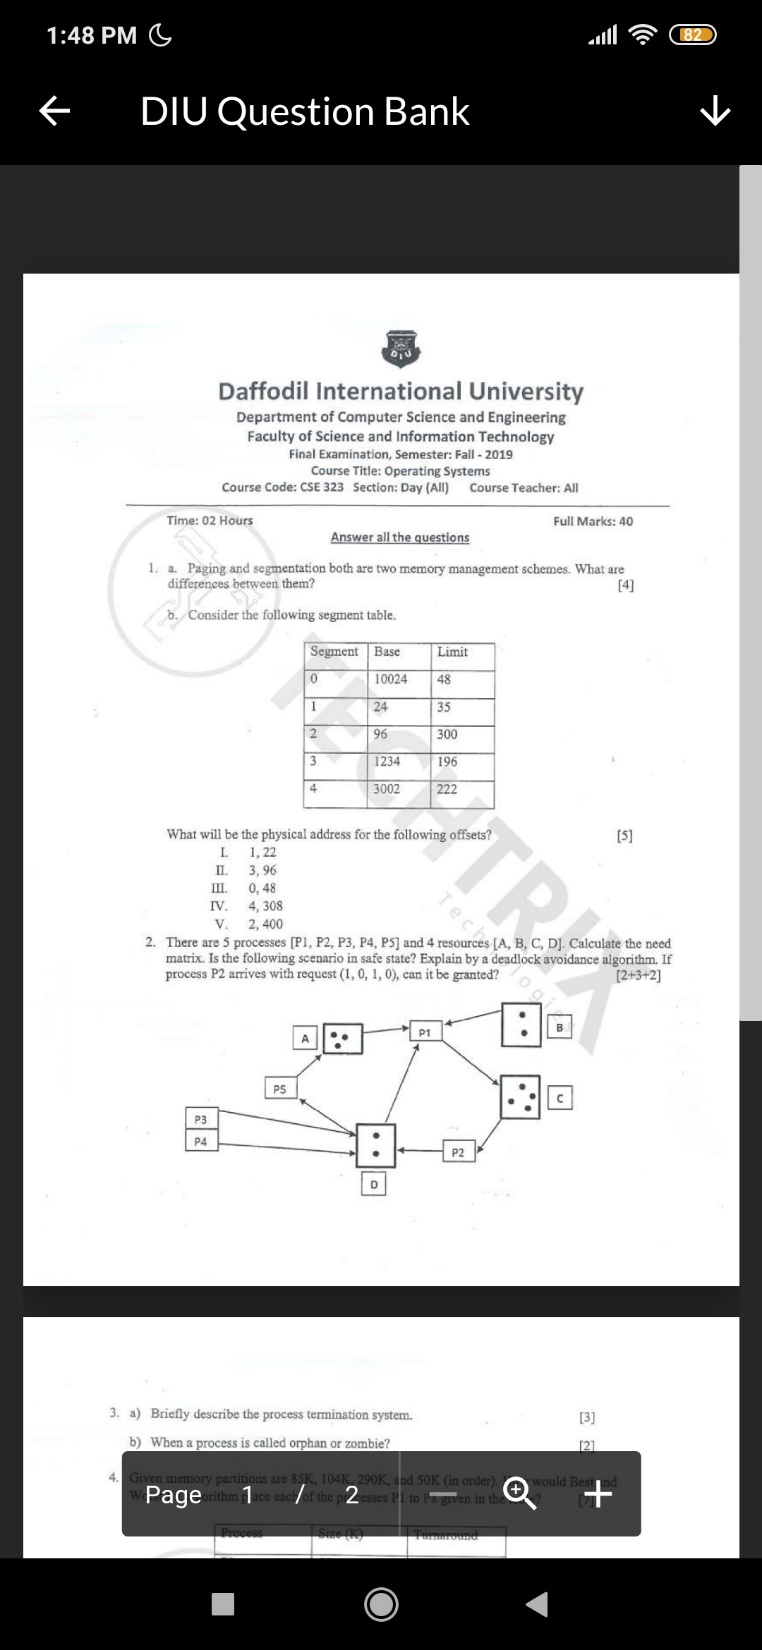 1:48 PM
82
DIU Question Bank
DIU
Daffodil International University
Department of Computer Science and Engineering
Faculty of Science and Information Technology
Final Examination, Semester: Fall - 2019
Course Title: Operating Systems
Course Code: CSE 323 Section: Day (All) Course Teacher: All
Time: 02 Hours Full Marks: 40
Answer all the questions
1. a. Paging and segmentation both are two memory management schemes. What are
differences between them? [4]
b. Consider the following segment table.
Segment Base Limit
0 10024 48
1 24 35
2 96 300
3 1234 196
4 3002 222
TECHTRIX
What will be the physical address for the following offsets? [5]
I. 1, 22
II. 3, 96
III. 0, 48
IV. 4, 308
V. 2, 400
2. There are 5 processes [P1, P2, P3, P4, P5] and 4 resources [A, B, C, D]. Calculate the need
matrix. Is the following scenario in safe state? Explain by a deadlock avoidance algorithm. If
process P2 arrives with request (1, 0, 1, 0), can it be granted? [2+3+2]
A P1 B
P5 C
P3
P4 P2
D
3. a) Briefly describe the process termination system. [3]
b) When a process is called orphan or zombie? [2]
4. Given memory partitions are 85K, 104K, 290K, and 50K (in order). would Best
of the P1 to given in the
Page 1 / 2
Process Size (K) Turnaround